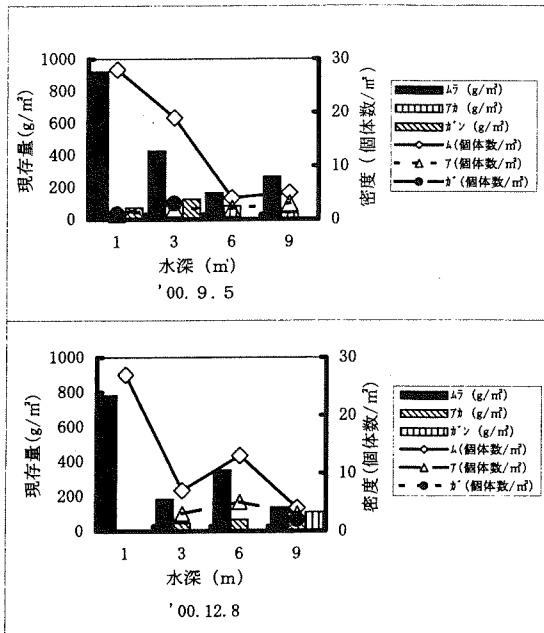 1000
800
600
400
200
0
現存量(g/㎡)
30
20
10
0
密度(個体数/㎡)
1 3 6 9
水深 (m)
'00. 9. 5
ﾑﾗ (g/㎡)
ｱｶ (g/㎡)
ｶﾞﾝ (g/㎡)
ﾑ(個体数/㎡)
ｱ(個体数/㎡)
ｶﾞ(個体数/㎡)
1000
800
600
400
200
0
現存量(g/㎡)
30
20
10
0
密度(個体数/㎡)
1 3 6 9
水深 (m)
'00.12.8
ﾑﾗ (g/㎡)
ｱｶ (g/㎡)
ｶﾞﾝ (g/㎡)
ﾑ(個体数/㎡)
ｱ(個体数/㎡)
ｶﾞ(個体数/㎡)